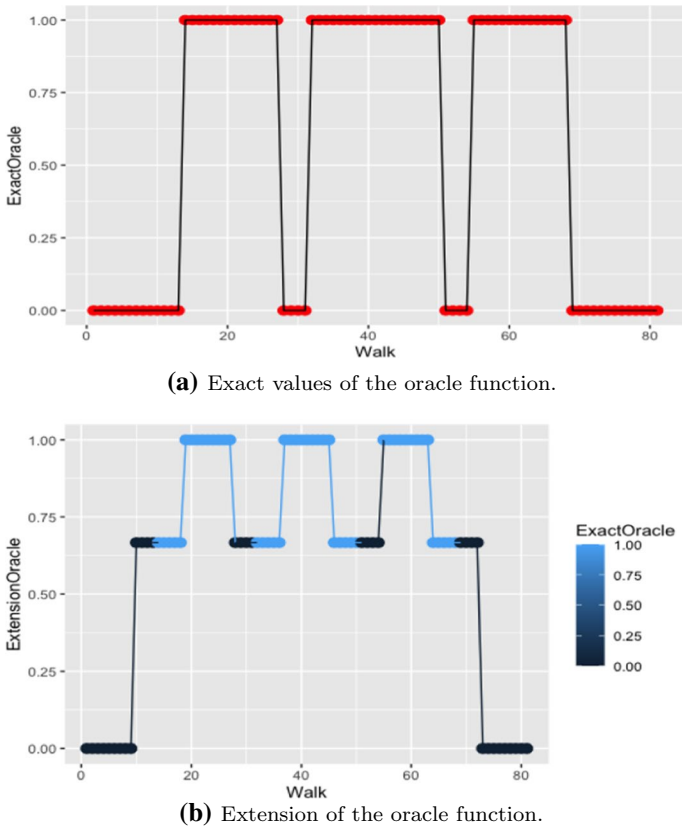 1.00
0.75
0.50
0.25
0.00
ExactOracle
0 20 40 60 80
Walk
(a) Exact values of the oracle function.
1.00
0.75
0.50
0.25
0.00
ExtensionOracle
0 20 40 60 80
Walk
ExactOracle
1.00
0.75
0.50
0.25
0.00
(b) Extension of the oracle function.